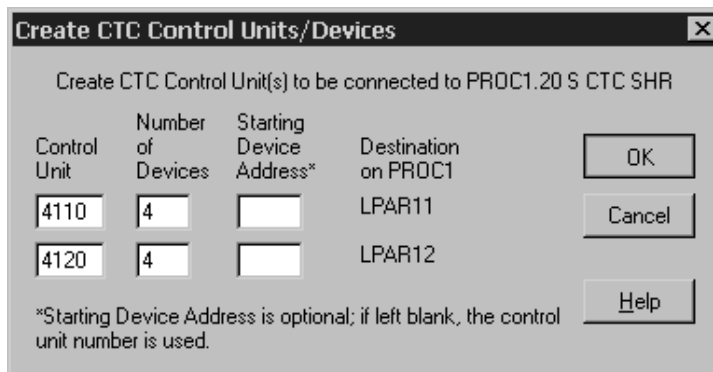 Create CTC Control Units/Devices
Create CTC Control Unit(s) to be connected to PROC1.20 S CTC SHR
Control Unit Number of Devices Starting Device Address* Destination on PROC1
OK
4110 4 LPAR11
Cancel
4120 4 LPAR12
*Starting Device Address is optional; if left blank, the control
unit number is used.
Help